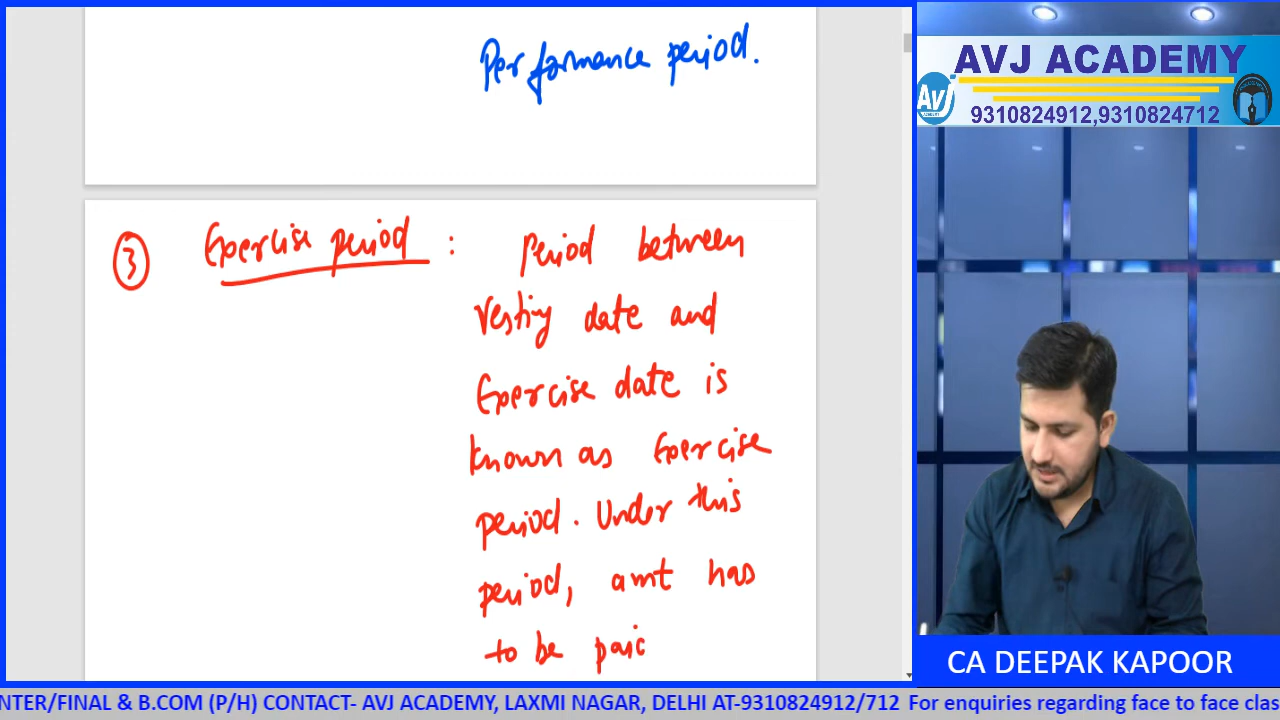 Performance period.
③ Exercise period : Period between
Vesting date and
Exercise date is
known as Exercise
period. Under this
period, amt has
to be paid
AVJ ACADEMY
AVJ
9310824912,9310824712
CA DEEPAK KAPOOR
NTER/FINAL & B.COM (P/H) CONTACT- AVJ ACADEMY, LAXMI NAGAR, DELHI AT-9310824912/712 For enquiries regarding face to face clas